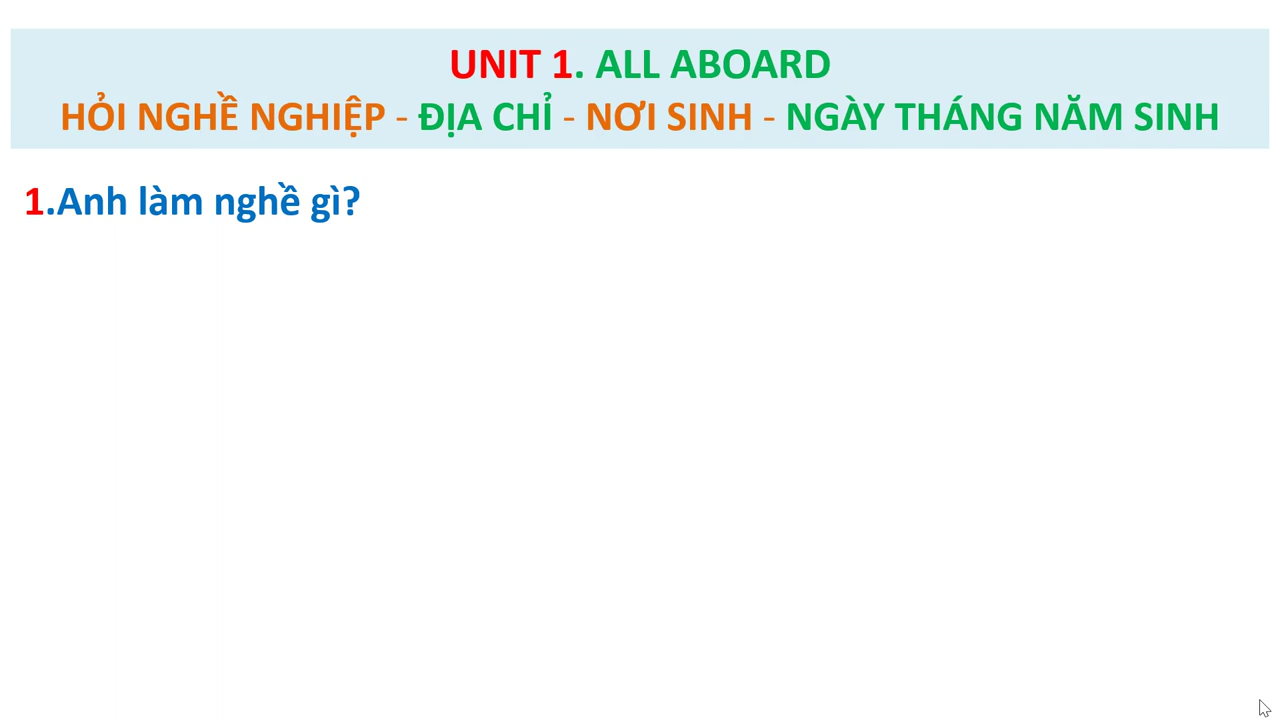 UNIT 1. ALL ABOARD
HỎI NGHỀ NGHIỆP - ĐỊA CHỈ - NƠI SINH - NGÀY THÁNG NĂM SINH
1.Anh làm nghề gì?